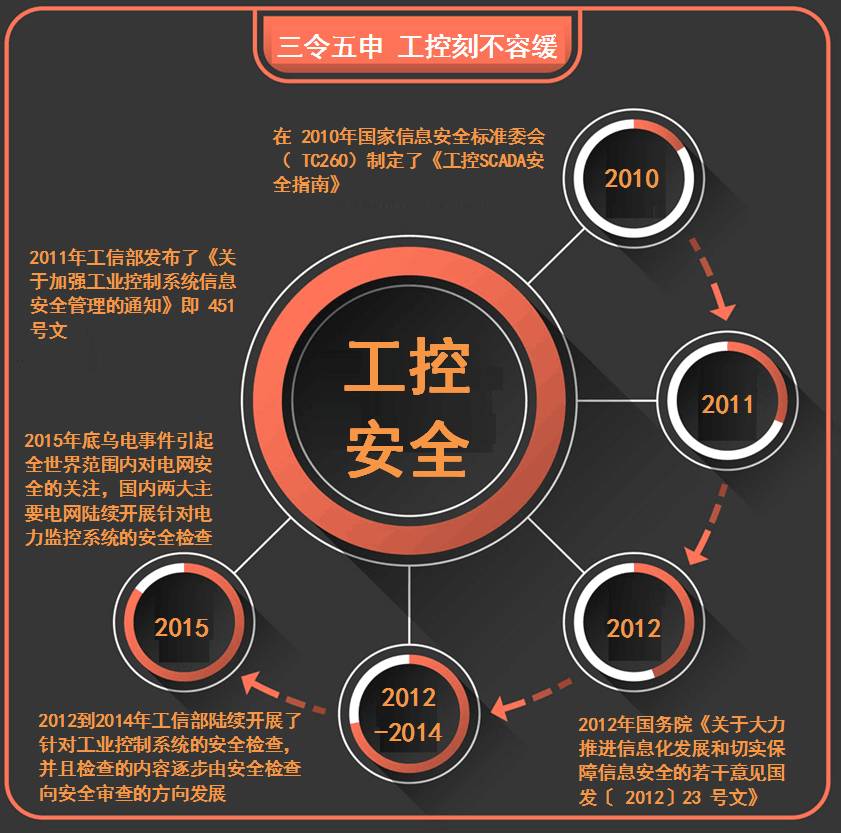 三令五申 工控刻不容缓
在 2010年国家信息安全标准委会
（ TC260）制定了《工控SCADA安
全指南》
2010
2011年工信部发布了《关
于加强工业控制系统信息
安全管理的通知》即 451
号文
工控
安全
2011
2015年底乌电事件引起
全世界范围内对电网安
全的关注，国内两大主
要电网陆续开展针对电
力监控系统的安全检查
2015
2012
2012
-2014
2012到2014年工信部陆续开展了
针对工业控制系统的安全检查，
并且检查的内容逐步由安全检查
向安全审查的方向发展
2012年国务院《关于大力
推进信息化发展和切实保
障信息安全的若干意见国
发〔 2012〕23 号文》